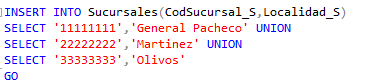 INSERT INTO Sucursales(CodSucursal_S,Localidad_S)
SELECT '11111111','General Pacheco' UNION
SELECT '22222222','Martinez' UNION
SELECT '33333333','Olivos'
GO